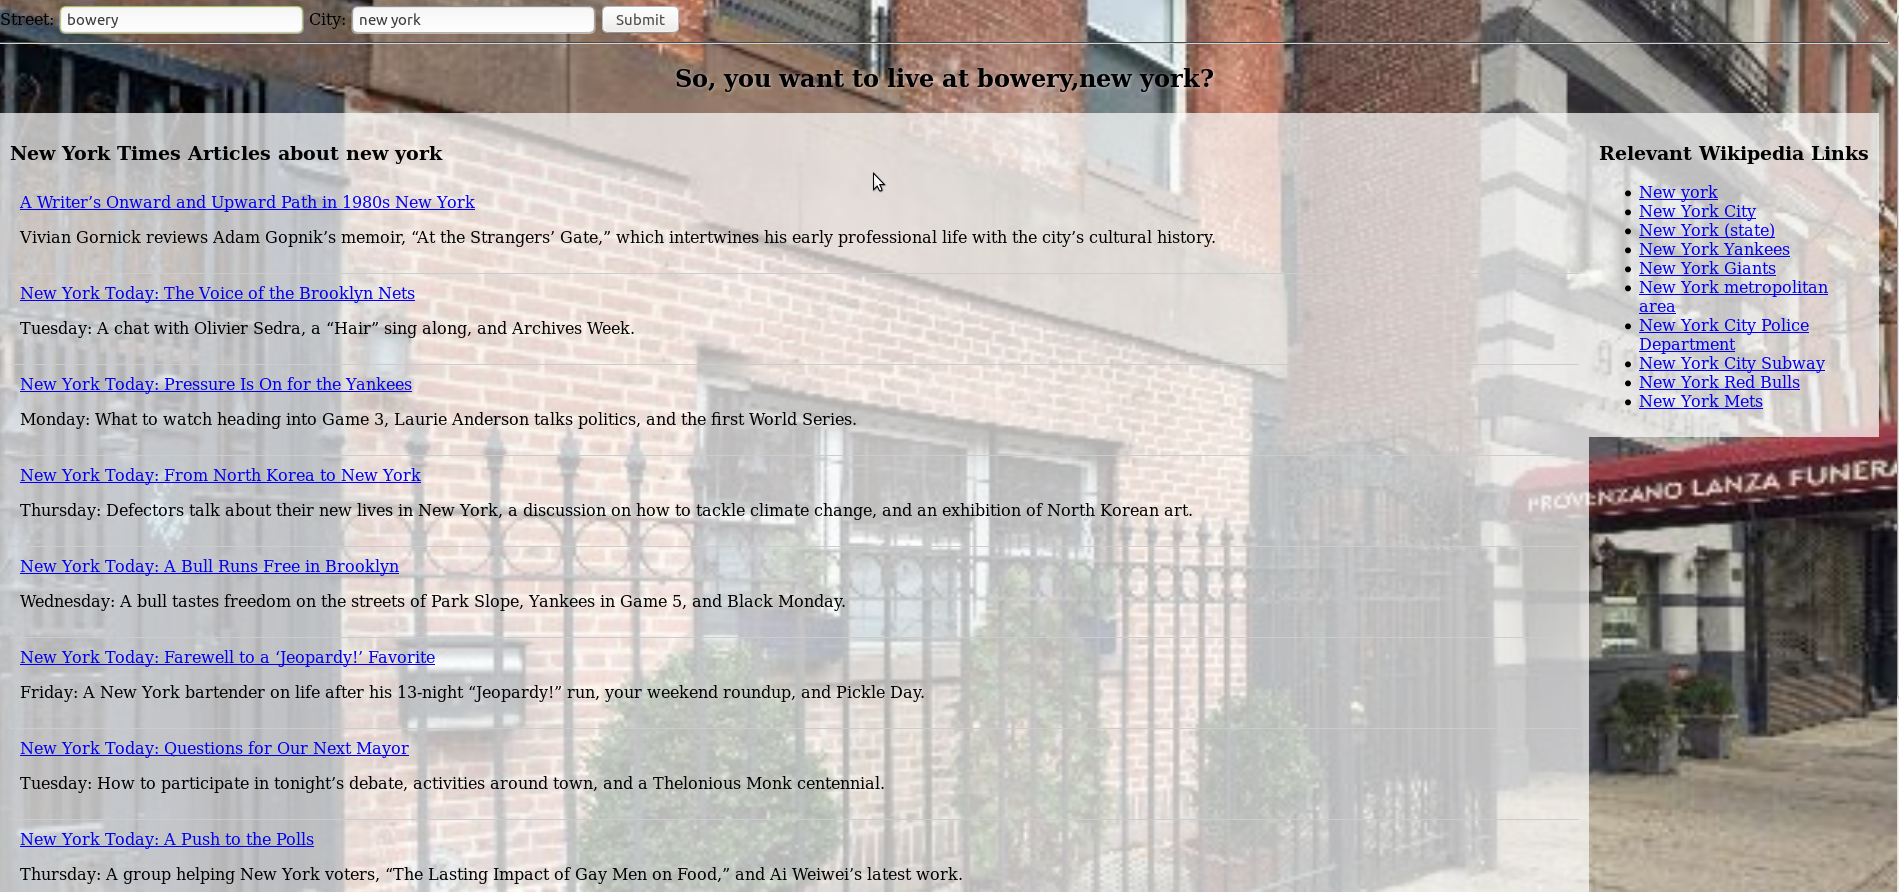 Street: bowery City: new york Submit
So, you want to live at bowery,new york?
New York Times Articles about new york
A Writer’s Onward and Upward Path in 1980s New York
Vivian Gornick reviews Adam Gopnik’s memoir, “At the Strangers’ Gate,” which intertwines his early professional life with the city’s cultural history.
New York Today: The Voice of the Brooklyn Nets
Tuesday: A chat with Olivier Sedra, a “Hair” sing along, and Archives Week.
New York Today: Pressure Is On for the Yankees
Monday: What to watch heading into Game 3, Laurie Anderson talks politics, and the first World Series.
New York Today: From North Korea to New York
Thursday: Defectors talk about their new lives in New York, a discussion on how to tackle climate change, and an exhibition of North Korean art.
New York Today: A Bull Runs Free in Brooklyn
Wednesday: A bull tastes freedom on the streets of Park Slope, Yankees in Game 5, and Black Monday.
New York Today: Farewell to a ‘Jeopardy!’ Favorite
Friday: A New York bartender on life after his 13-night “Jeopardy!” run, your weekend roundup, and Pickle Day.
New York Today: Questions for Our Next Mayor
Tuesday: How to participate in tonight’s debate, activities around town, and a Thelonious Monk centennial.
New York Today: A Push to the Polls
Thursday: A group helping New York voters, “The Lasting Impact of Gay Men on Food,” and Ai Weiwei’s latest work.
Relevant Wikipedia Links
New york
New York City
New York (state)
New York Yankees
New York Giants
New York metropolitan
area
New York City Police
Department
New York City Subway
New York Red Bulls
New York Mets
PROVENZANO LANZA FUNERA